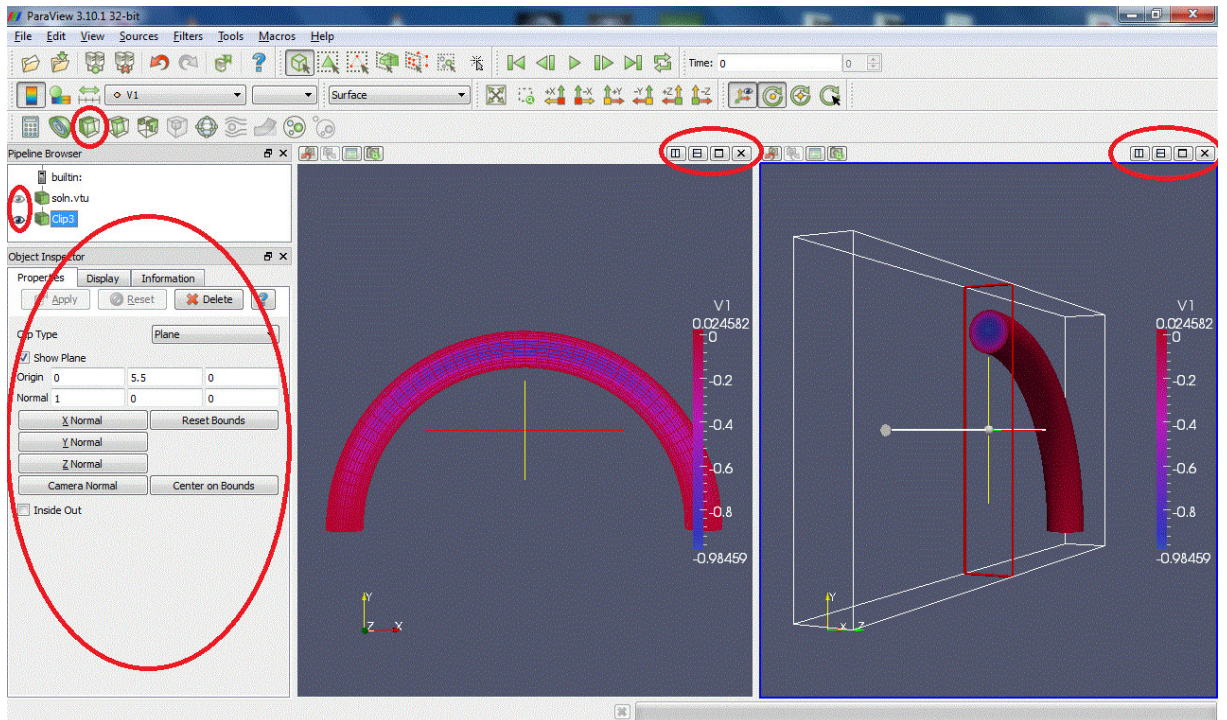 ParaView 3.10.1 32-bit
File Edit View Sources Filters Tools Macros Help
Time: 0 0
V1 Surface
+X -X +Y -Y +Z -Z
Pipeline Browser
builtin:
soln.vtu
Clip3
Object Inspector
Properties Display Information
Apply Reset Delete ?
Clip Type Plane
Show Plane
Origin 0 5.5 0
Normal 1 0 0
X Normal Reset Bounds
Y Normal
Z Normal
Camera Normal Center on Bounds
Inside Out
V1
0.024582
0
-0.2
-0.4
-0.6
-0.8
-0.98459
Y
Z X
V1
0.024582
0
-0.2
-0.4
-0.6
-0.8
-0.98459
Y
X Z